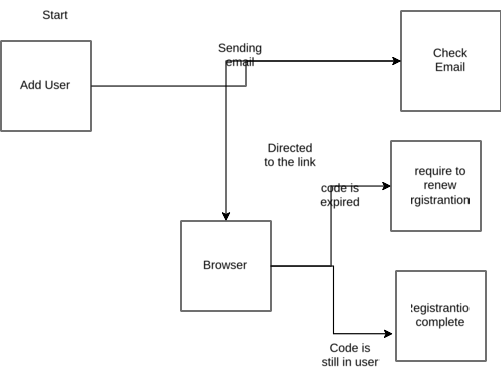 Start
Sending
email
Check
Email
Add User
Directed
to the link
code is
expired
require to
renew
rgistrantion
Browser
egistrantio
complete
Code is
still in user